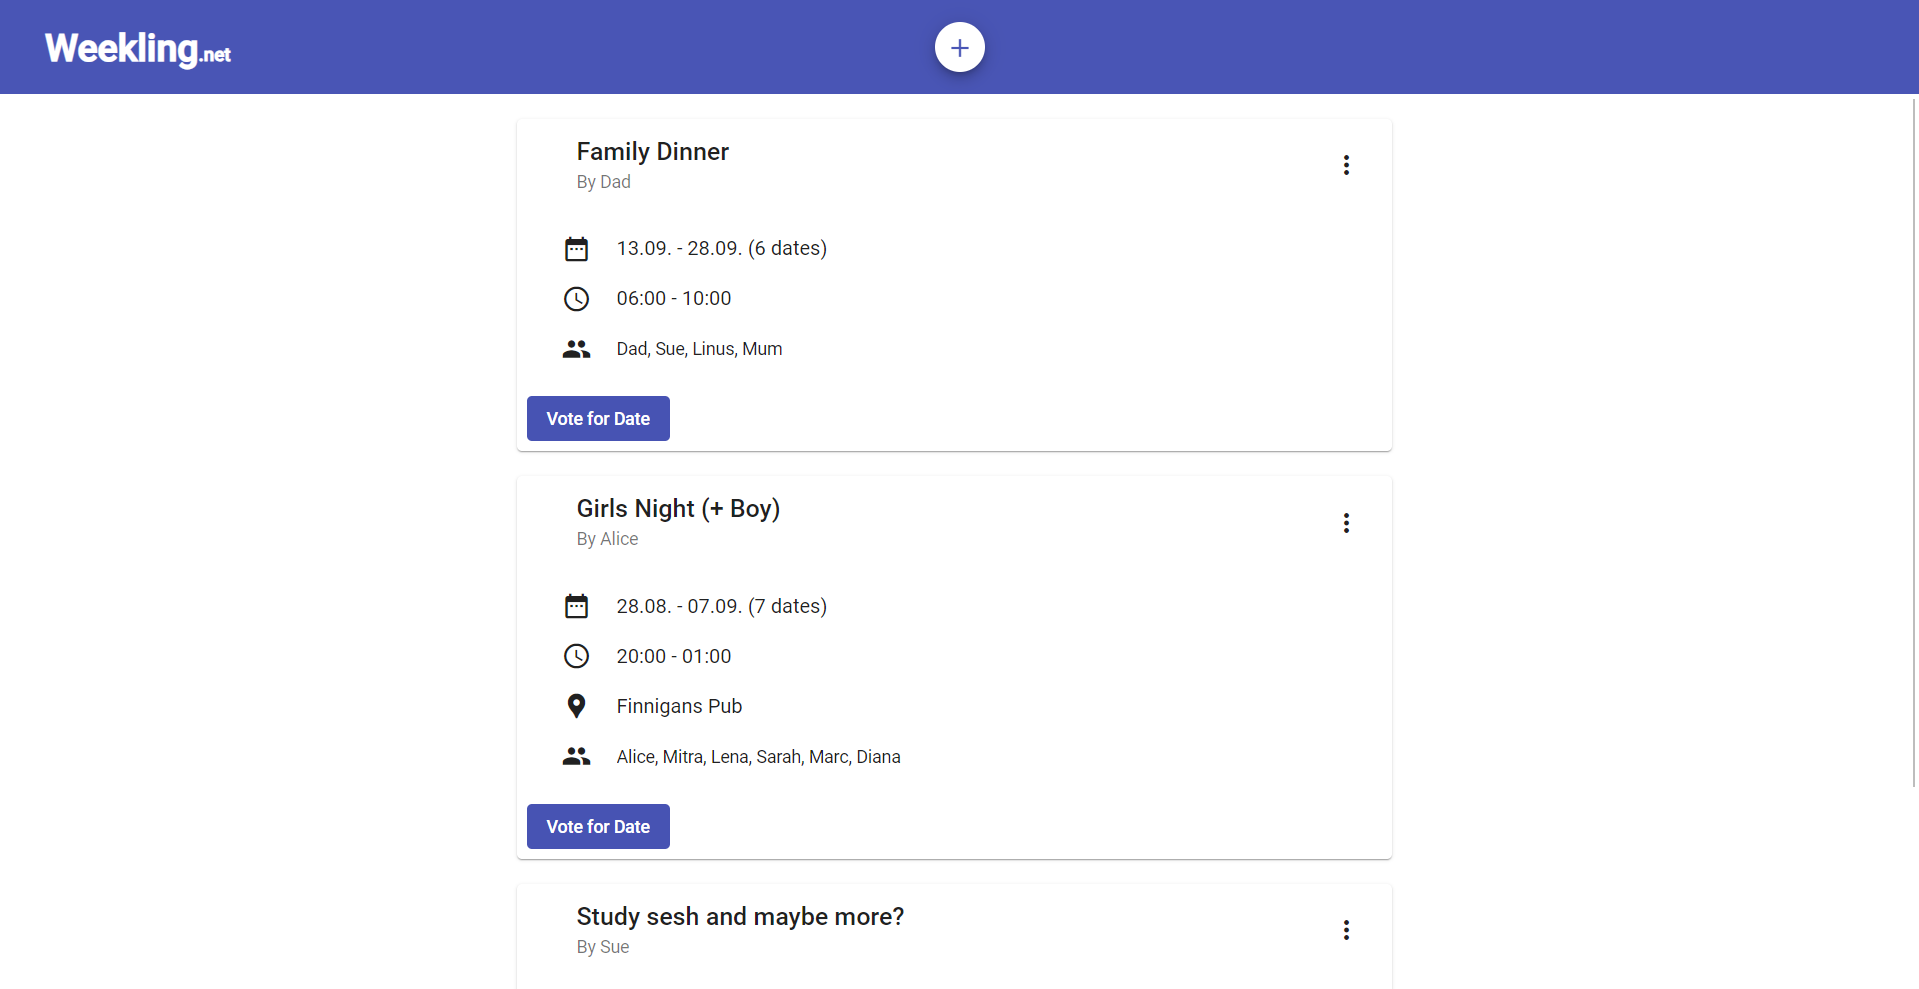 Weekling.net
+
Family Dinner
By Dad
13.09. - 28.09. (6 dates)
06:00 - 10:00
Dad, Sue, Linus, Mum
Vote for Date
Girls Night (+ Boy)
By Alice
28.08. - 07.09. (7 dates)
20:00 - 01:00
Finnigans Pub
Alice, Mitra, Lena, Sarah, Marc, Diana
Vote for Date
Study sesh and maybe more?
By Sue